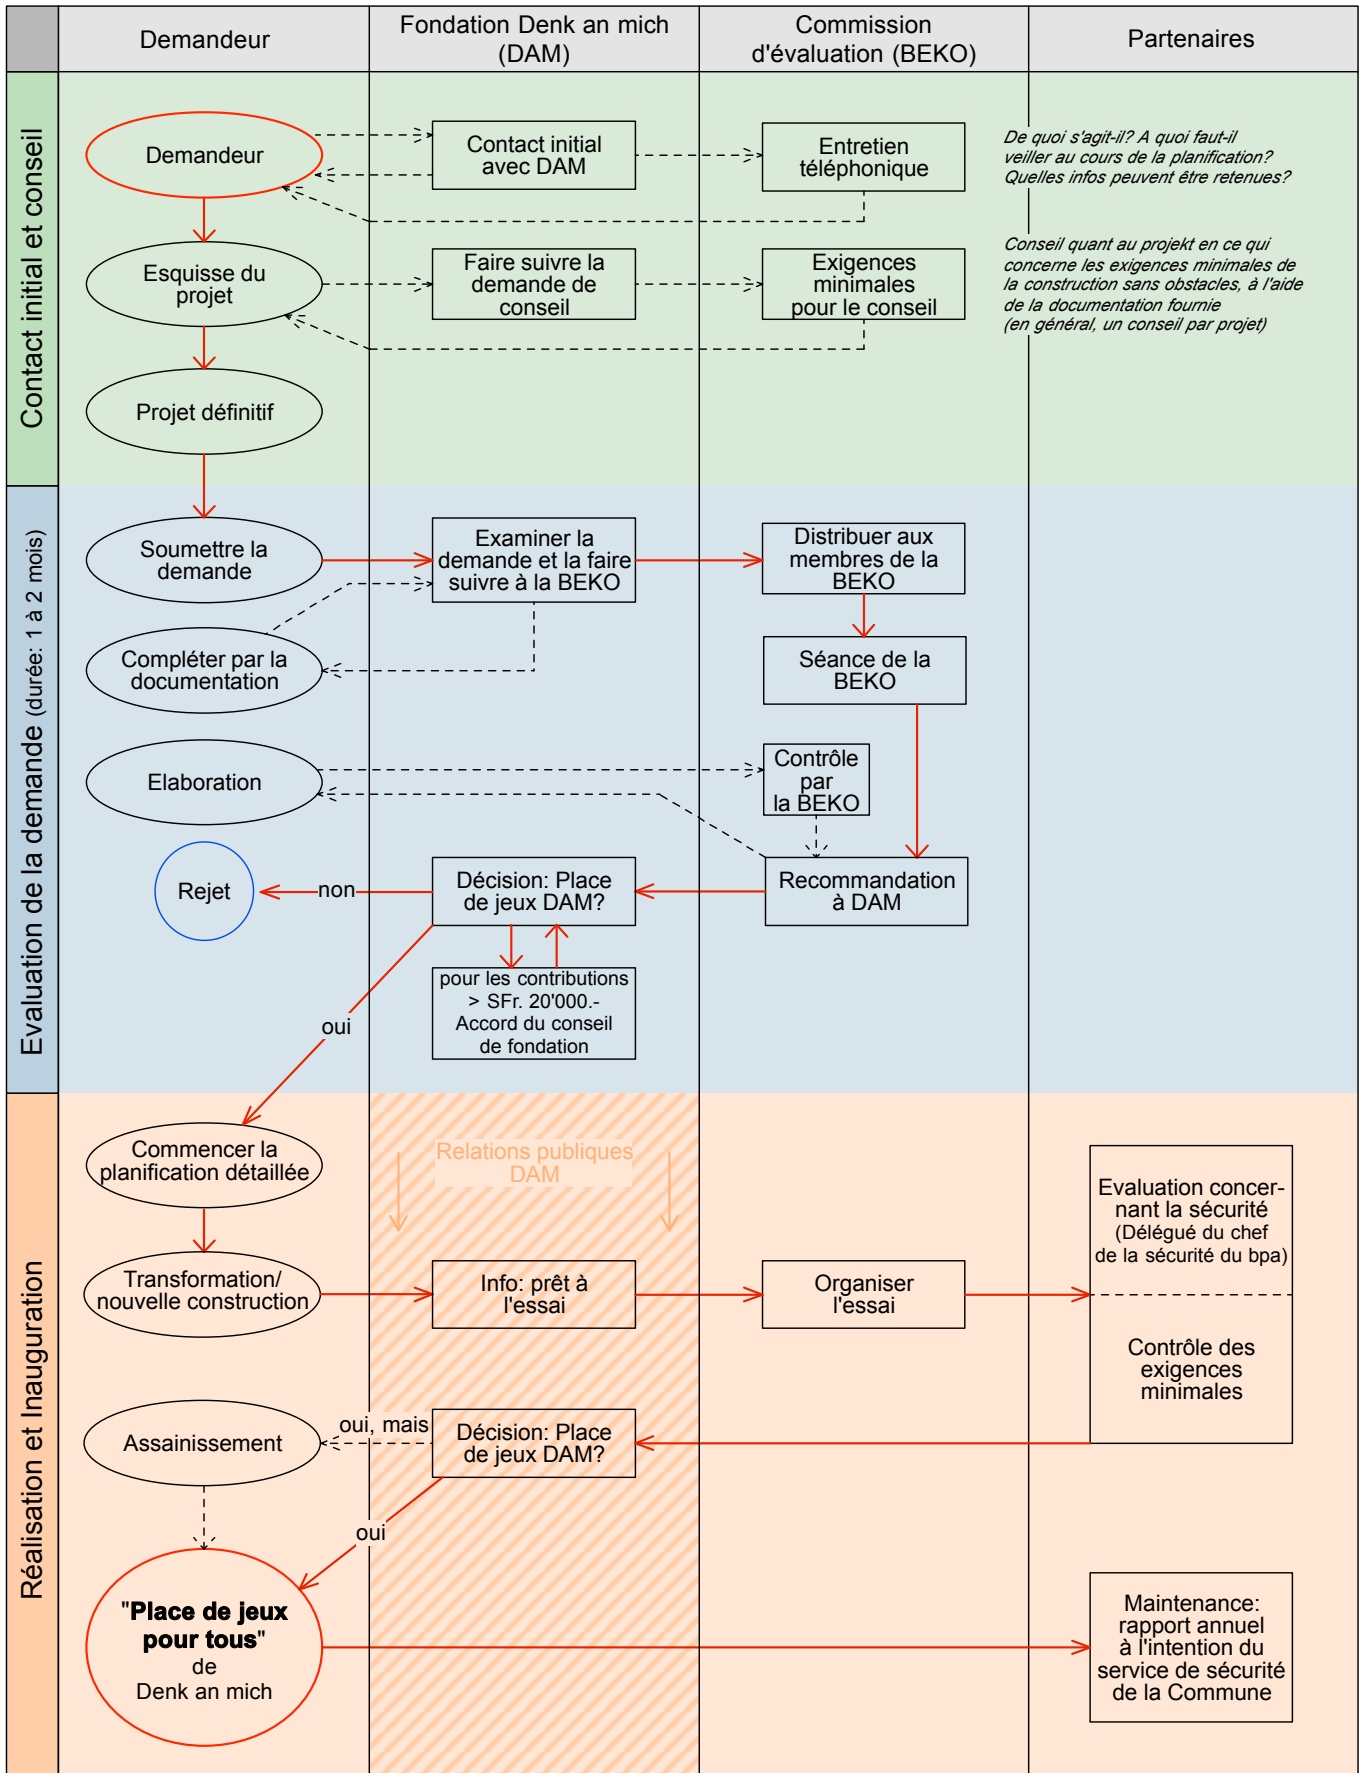 Demandeur
Fondation Denk an mich
(DAM)
Commission
d'évaluation (BEKO)
Partenaires
Contact initial et conseil
Demandeur
Contact initial
avec DAM
Entretien
téléphonique
De quoi s'agit-il? A quoi faut-il
veiller au cours de la planification?
Quelles infos peuvent être retenues?
Esquisse du
projet
Faire suivre la
demande de
conseil
Exigences
minimales
pour le conseil
Conseil quant au projekt en ce qui
concerne les exigences minimales de
la construction sans obstacles, à l'aide
de la documentation fournie
(en général, un conseil par projet)
Projet définitif
Evaluation de la demande (durée: 1 à 2 mois)
Soumettre la
demande
Examiner la
demande et la faire
suivre à la BEKO
Distribuer aux
membres de la
BEKO
Compléter par la
documentation
Séance de la
BEKO
Elaboration
Contrôle
par
la BEKO
Rejet
non
Décision: Place
de jeux DAM?
Recommandation
à DAM
pour les contributions
> SFr. 20'000.-
Accord du conseil
de fondation
oui
Réalisation et Inauguration
Commencer la
planification détaillée
Relations publiques
DAM
Evaluation concer-
nant la sécurité
(Délégué du chef
de la sécurité du bpa)
Transformation/
nouvelle construction
Info: prêt à
l'essai
Organiser
l'essai
Contrôle des
exigences
minimales
Assainissement
oui, mais
Décision: Place
de jeux DAM?
oui
"Place de jeux
pour tous"
de
Denk an mich
Maintenance:
rapport annuel
à l'intention du
service de sécurité
de la Commune